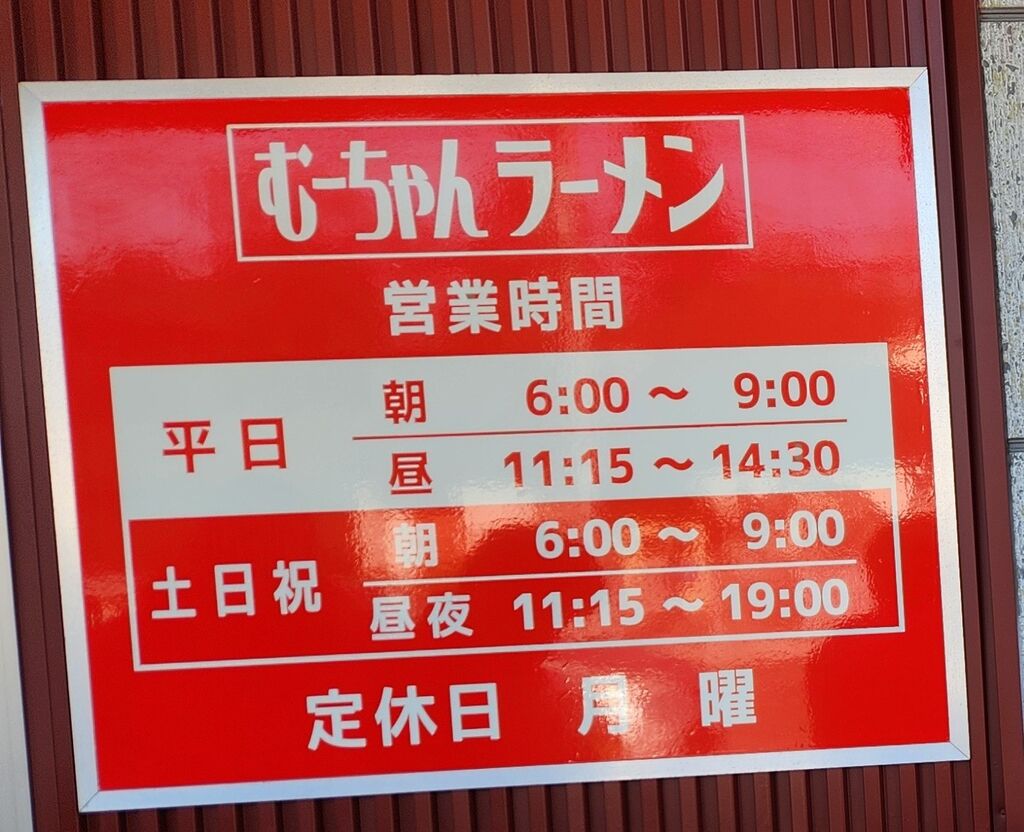 むーちゃんラーメン
営業時間
平日 朝 6:00～ 9:00
昼 11:15～14:30
土日祝 朝 6:00～ 9:00
昼夜 11:15～19:00
定休日 月 曜